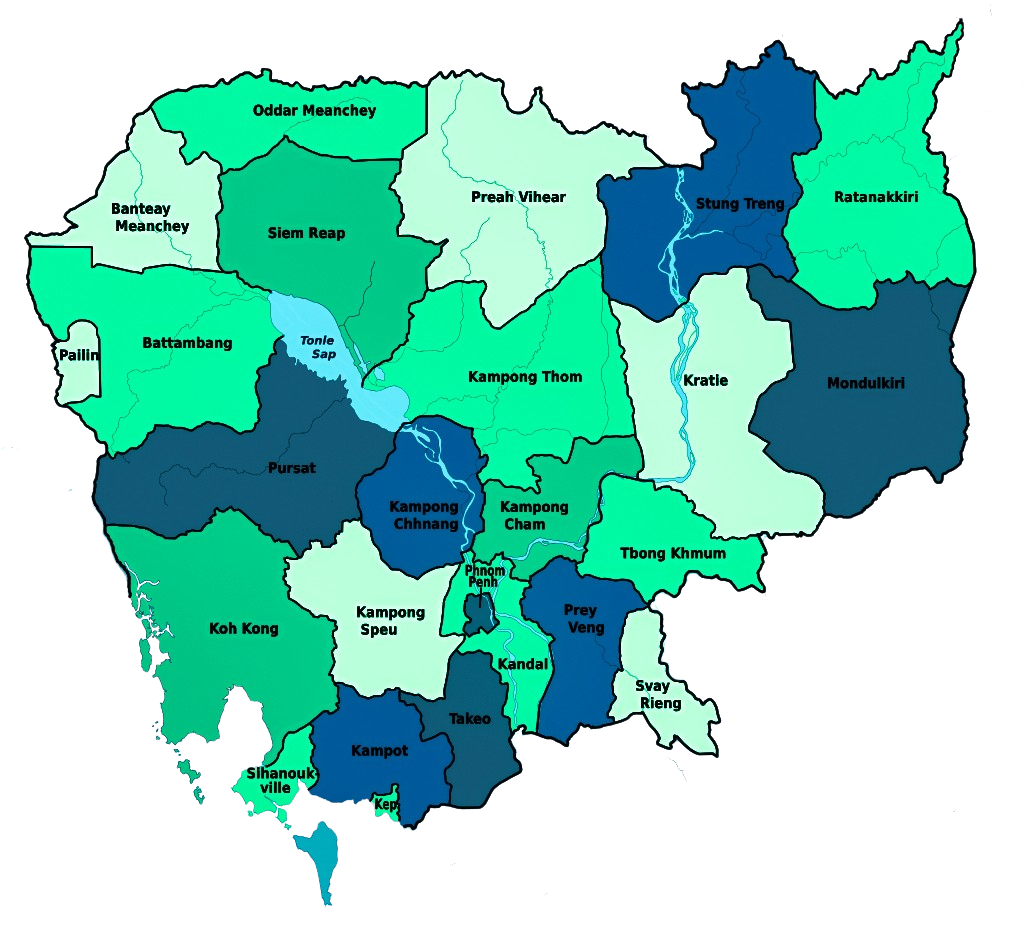 Oddar Meanchey
Banteay
Meanchey
Siem Reap
Preah Vihear
Stung Treng
Ratanakkiri
Battambang
Pailin
Tonle
Sap
Kampong Thom
Kratie
Mondulkiri
Pursat
Kampong
Chhnang
Kampong
Cham
Tbong Khmum
Phnom
Penh
Koh Kong
Kampong
Speu
Prey
Veng
Kandal
Svay
Rieng
Takeo
Kampot
Sihanouk-
ville
Kep